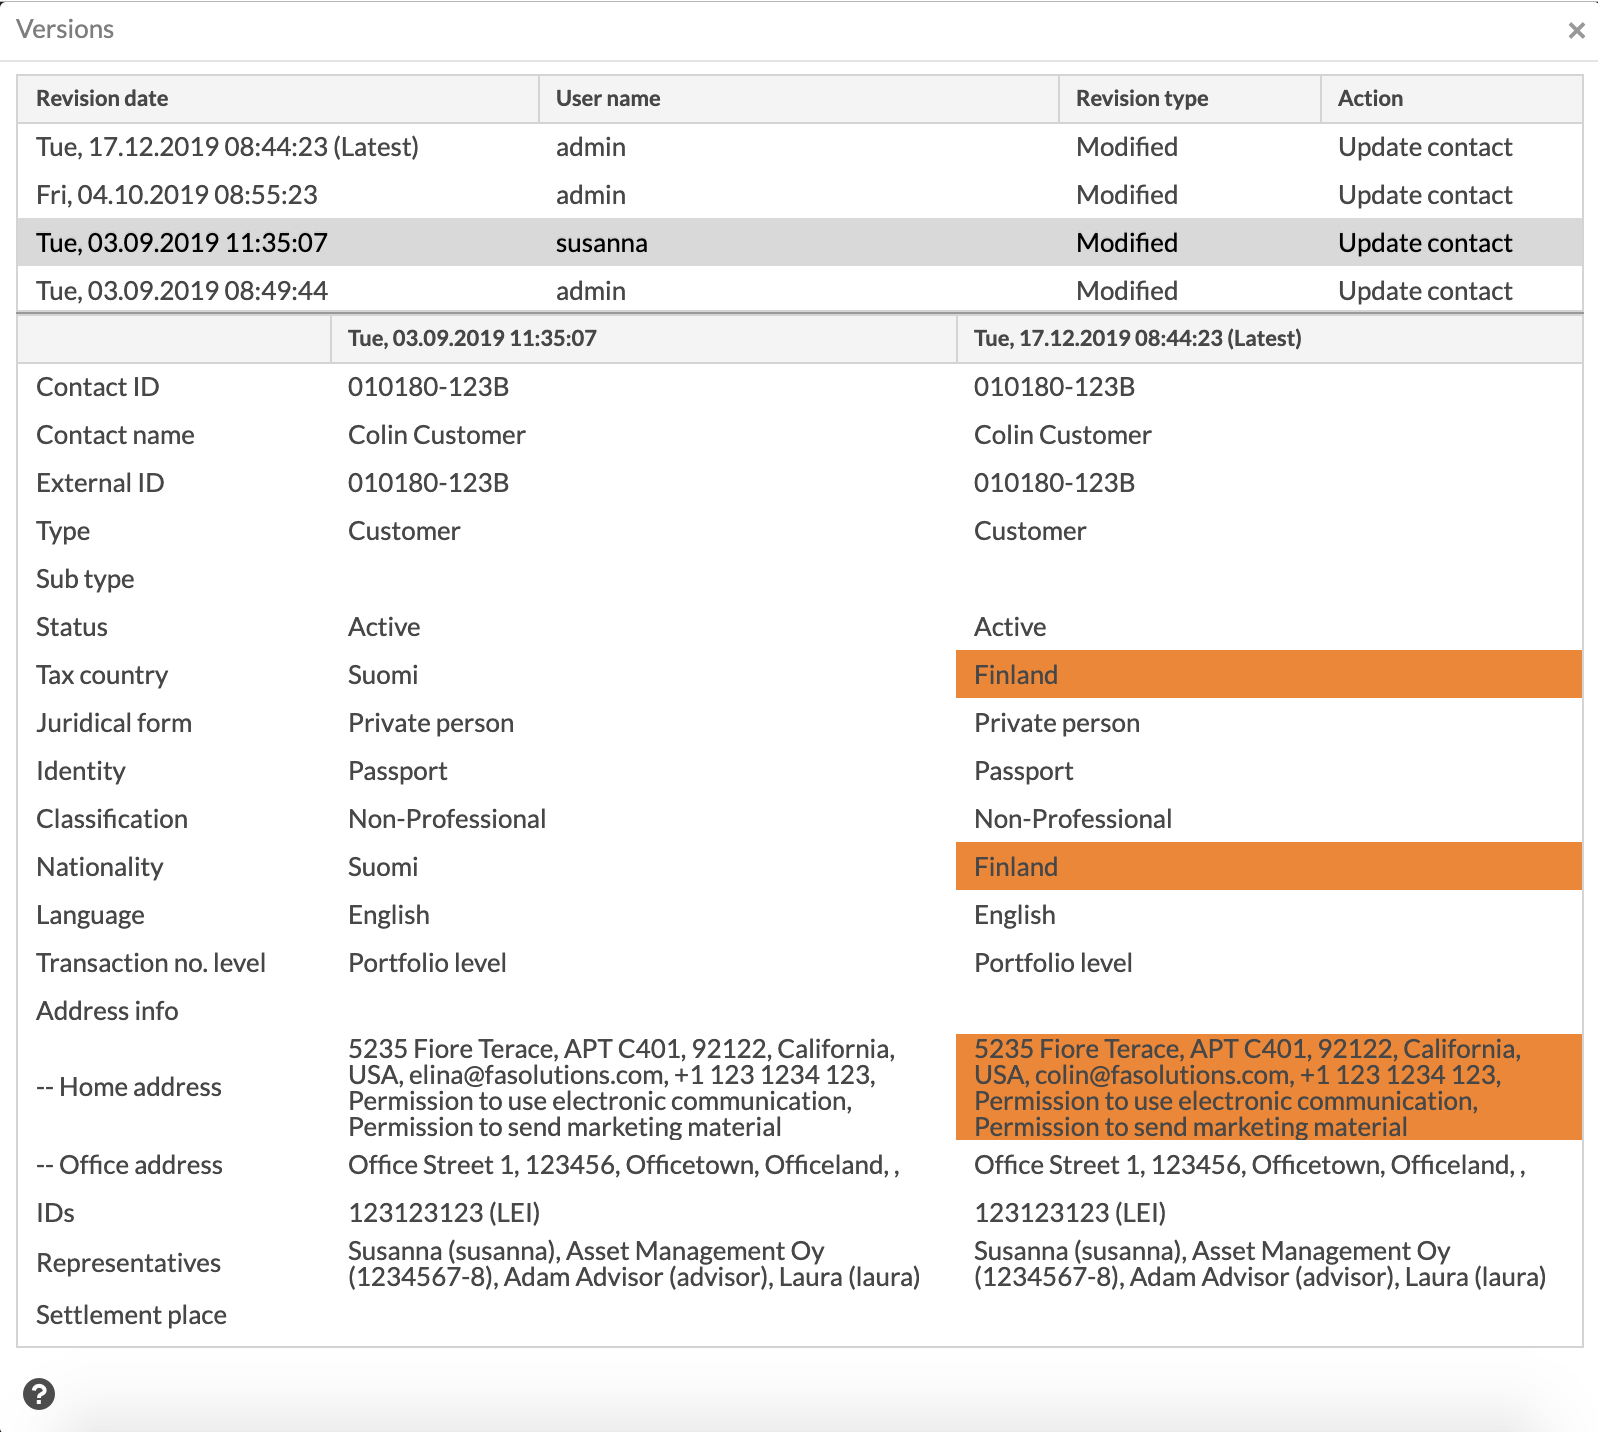 Versions ×
Revision date User name Revision type Action
Tue, 17.12.2019 08:44:23 (Latest) admin Modified Update contact
Fri, 04.10.2019 08:55:23 admin Modified Update contact
Tue, 03.09.2019 11:35:07 susanna Modified Update contact
Tue, 03.09.2019 08:49:44 admin Modified Update contact
Tue, 03.09.2019 11:35:07 Tue, 17.12.2019 08:44:23 (Latest)
Contact ID 010180-123B 010180-123B
Contact name Colin Customer Colin Customer
External ID 010180-123B 010180-123B
Type Customer Customer
Sub type
Status Active Active
Tax country Suomi Finland
Juridical form Private person Private person
Identity Passport Passport
Classification Non-Professional Non-Professional
Nationality Suomi Finland
Language English English
Transaction no. level Portfolio level Portfolio level
Address info
-- Home address
5235 Fiore Terace, APT C401, 92122, California,
USA, elina@fasolutions.com, +1 123 1234 123,
Permission to use electronic communication,
Permission to send marketing material
5235 Fiore Terace, APT C401, 92122, California,
USA, colin@fasolutions.com, +1 123 1234 123,
Permission to use electronic communication,
Permission to send marketing material
-- Office address Office Street 1, 123456, Officetown, Officeland, , Office Street 1, 123456, Officetown, Officeland, ,
IDs 123123123 (LEI) 123123123 (LEI)
Representatives
Susanna (susanna), Asset Management Oy
(1234567-8), Adam Advisor (advisor), Laura (laura)
Susanna (susanna), Asset Management Oy
(1234567-8), Adam Advisor (advisor), Laura (laura)
Settlement place
?